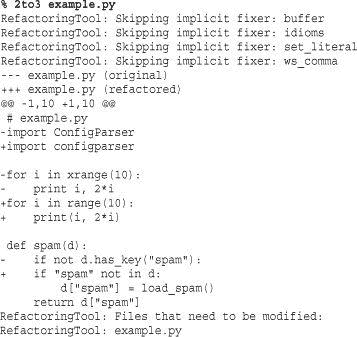 % 2to3 example.py
RefactoringTool: Skipping implicit fixer: buffer
RefactoringTool: Skipping implicit fixer: idioms
RefactoringTool: Skipping implicit fixer: set_literal
RefactoringTool: Skipping implicit fixer: ws_comma
--- example.py (original)
+++ example.py (refactored)
@@ -1,10 +1,10 @@
 # example.py
-import ConfigParser
+import configparser

-for i in xrange(10):
-    print i, 2*i
+for i in range(10):
+    print(i, 2*i)

 def spam(d):
-    if not d.has_key("spam"):
+    if "spam" not in d:
         d["spam"] = load_spam()
     return d["spam"]
RefactoringTool: Files that need to be modified:
RefactoringTool: example.py